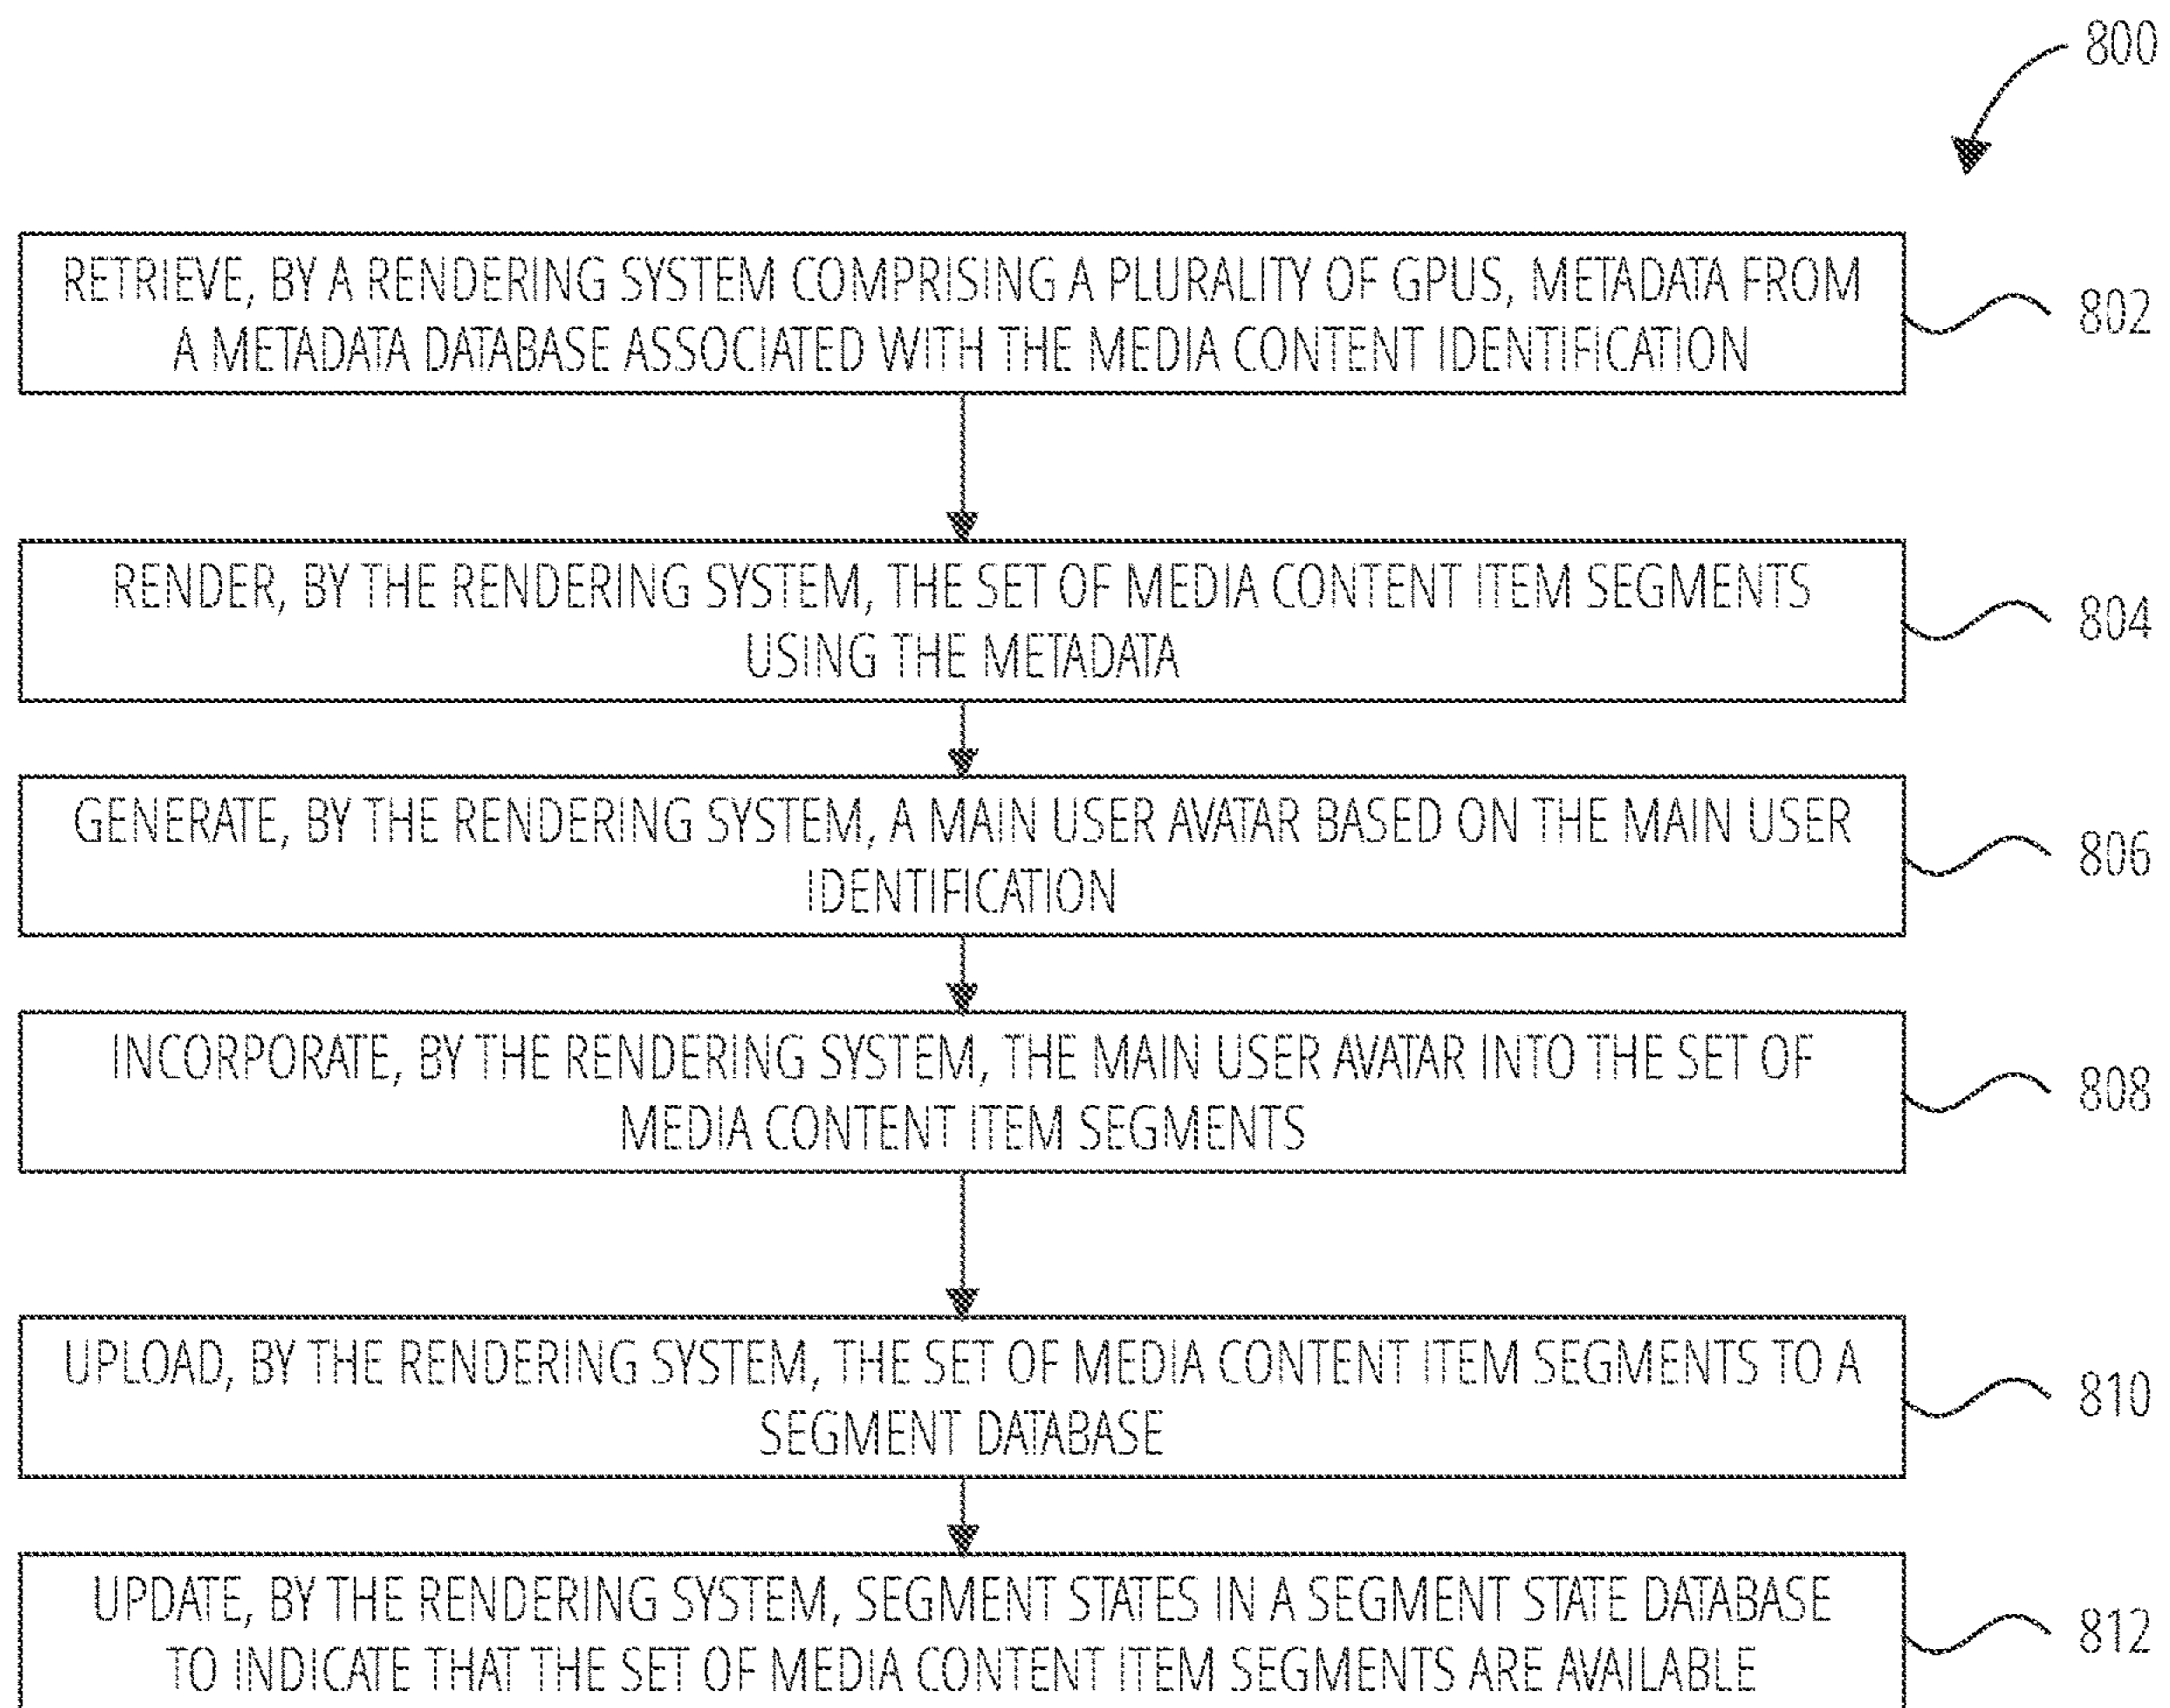 800
RETRIEVE, BY A RENDERING SYSTEM COMPRISING A PLURALITY OF GPUS, METADATA FROM
A METADATA DATABASE ASSOCIATED WITH THE MEDIA CONTENT IDENTIFICATION
802
RENDER, BY THE RENDERING SYSTEM, THE SET OF MEDIA CONTENT ITEM SEGMENTS
USING THE METADATA
804
GENERATE, BY THE RENDERING SYSTEM, A MAIN USER AVATAR BASED ON THE MAIN USER
IDENTIFICATION
806
INCORPORATE, BY THE RENDERING SYSTEM, THE MAIN USER AVATAR INTO THE SET OF
MEDIA CONTENT ITEM SEGMENTS
808
UPLOAD, BY THE RENDERING SYSTEM, THE SET OF MEDIA CONTENT ITEM SEGMENTS TO A
SEGMENT DATABASE
810
UPDATE, BY THE RENDERING SYSTEM, SEGMENT STATES IN A SEGMENT STATE DATABASE
TO INDICATE THAT THE SET OF MEDIA CONTENT ITEM SEGMENTS ARE AVAILABLE
812